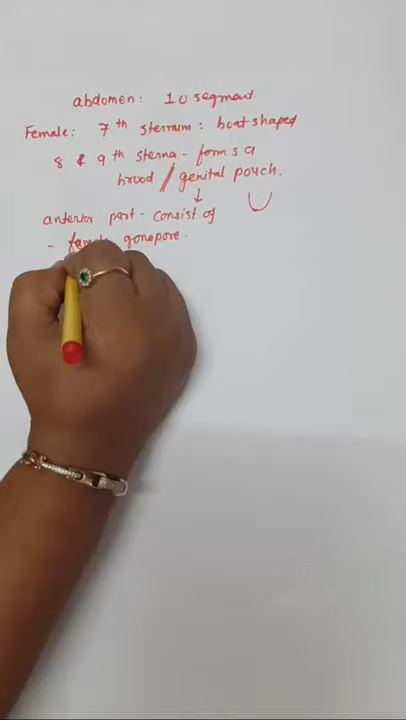 abdomen: 10 segment.
Female: 7th sternum: boat-shaped
8 & 9th sterna - forms a
brood / genital pouch.
↓
anterior part - consist of
- female gonopore.